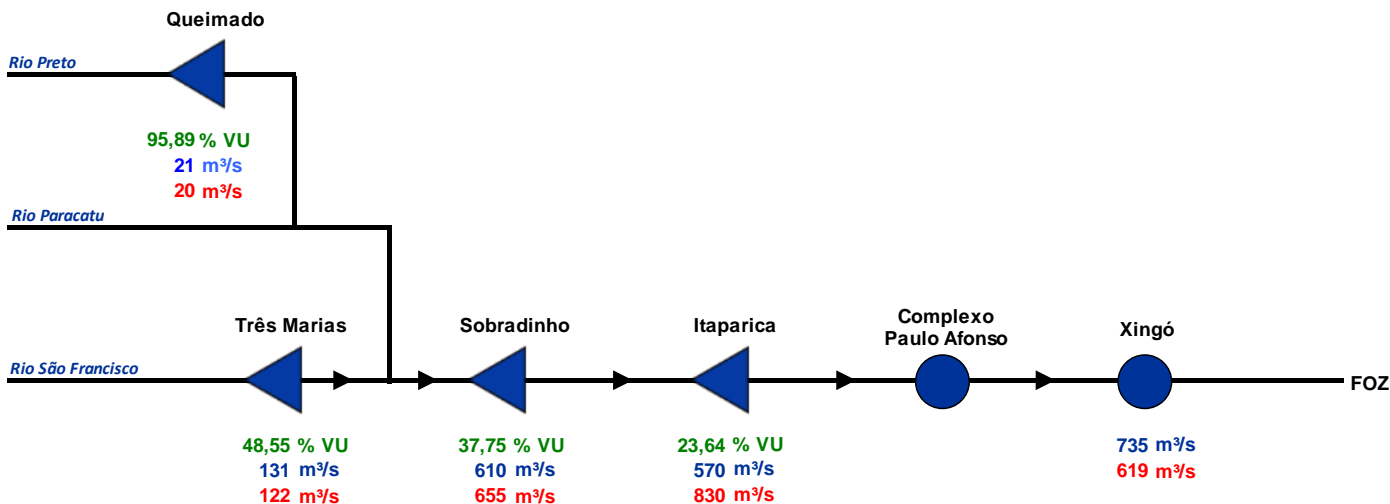 Queimado
Rio Preto
95,89 % VU
21 m³/s
20 m³/s
Rio Paracatu
Três Marias
Sobradinho
Itaparica
Complexo
Paulo Afonso
Xingó
Rio São Francisco
FOZ
48,55 % VU
131 m³/s
122 m³/s
37,75 % VU
610 m³/s
655 m³/s
23,64 % VU
570 m³/s
830 m³/s
735 m³/s
619 m³/s